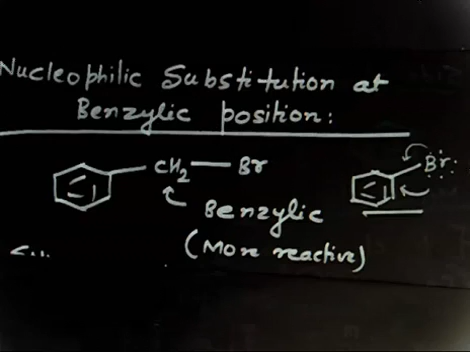 Nucleophilic Substitution at
Benzylic position:
CH2 — Br
Br
Benzylic
(More reactive)